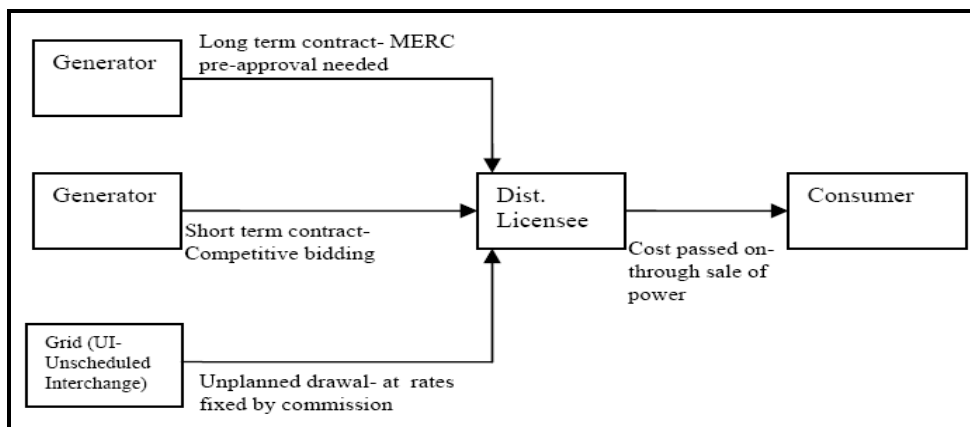 Generator
Long term contract- MERC
pre-approval needed
Generator
Short term contract-
Competitive bidding
Dist.
Licensee
Consumer
Cost passed on-
through sale of
power
Grid (UI-
Unscheduled
Interchange)
Unplanned drawal- at rates
fixed by commission